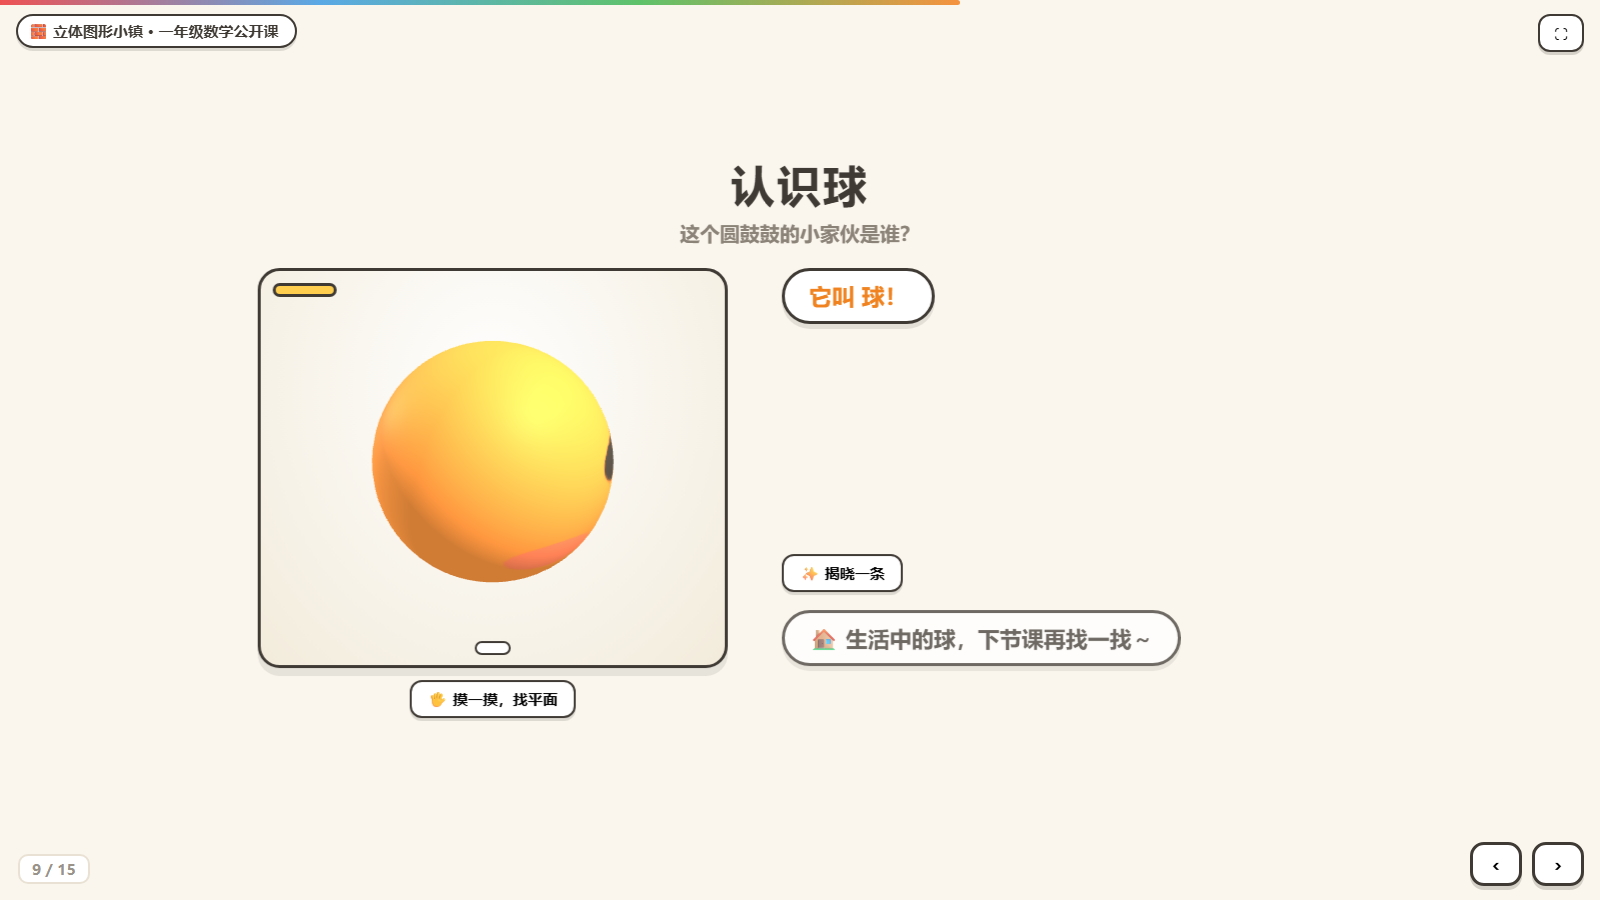 立体图形小镇 • 一年级数学公开课
认识球
这个圆鼓鼓的小家伙是谁？
它叫 球！
揭晓一条
生活中的球，下节课再找一找～
摸一摸，找平面
9 / 15